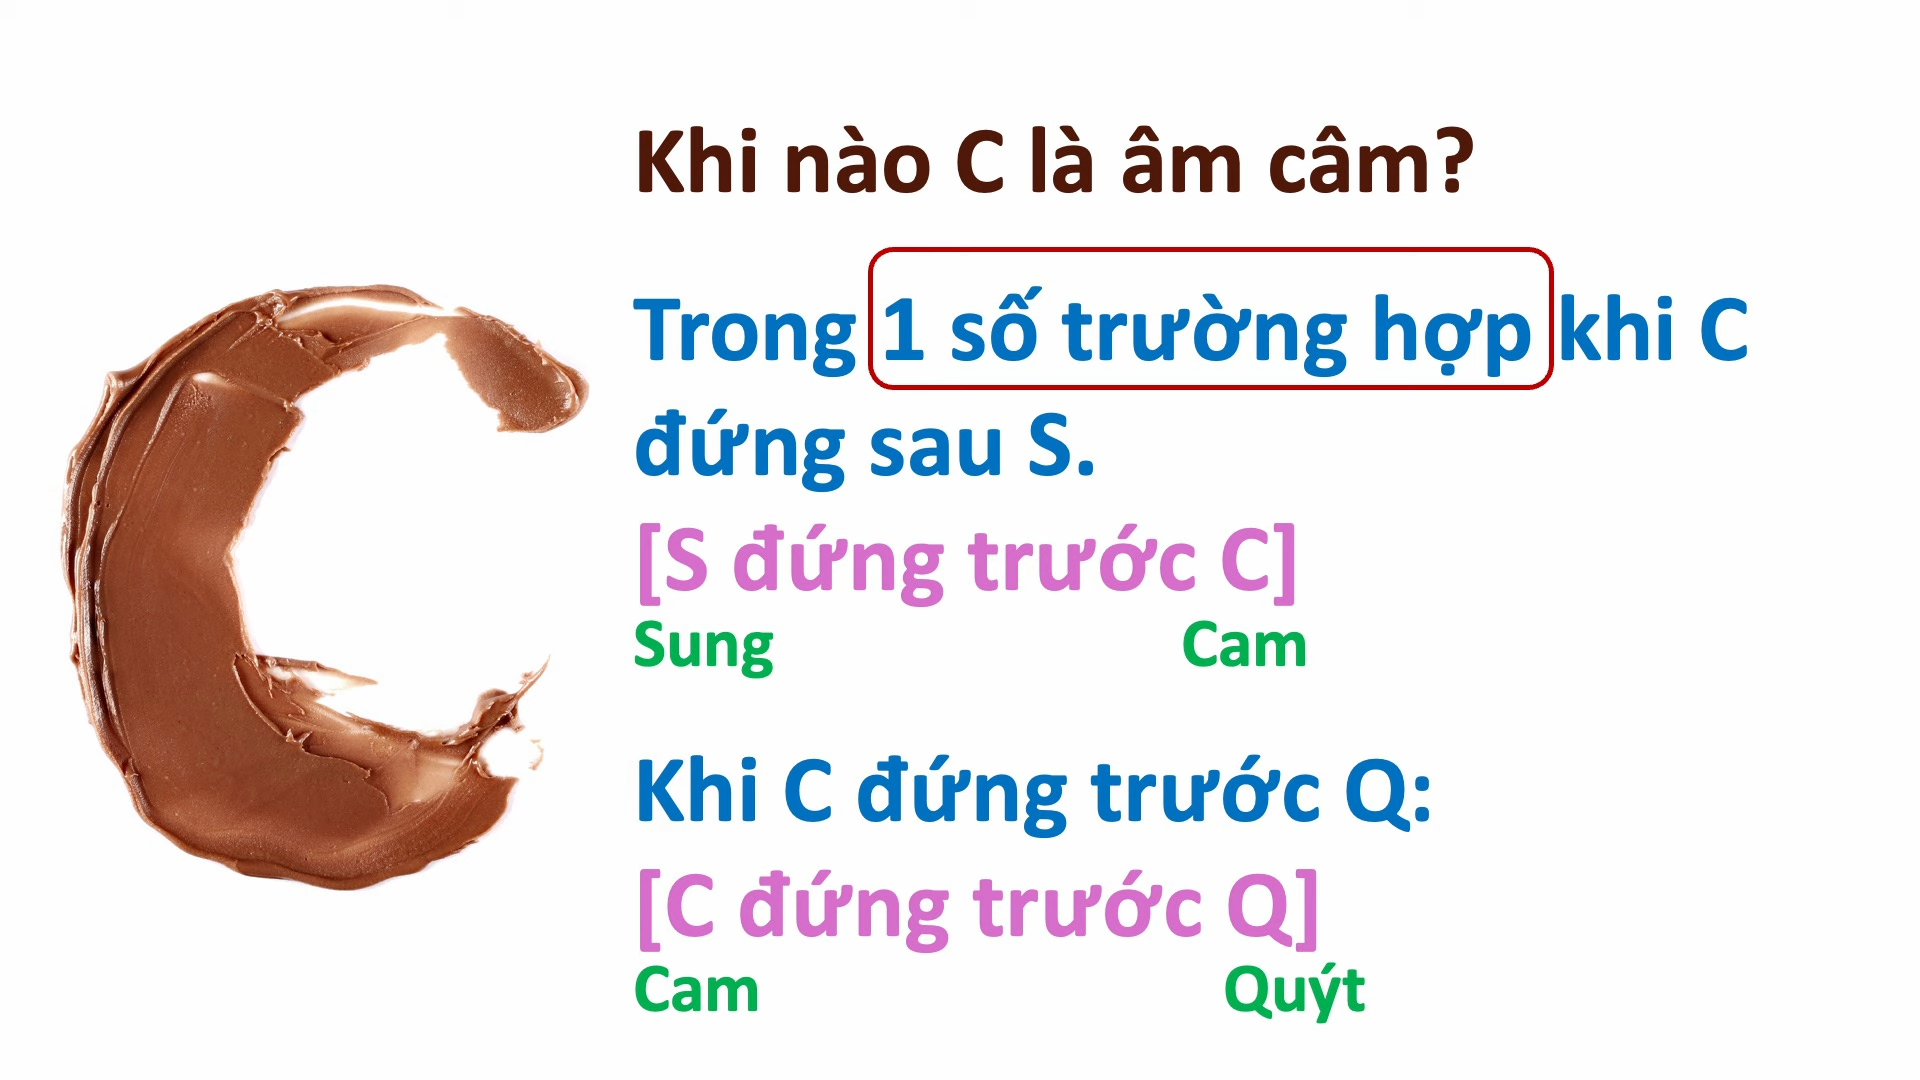 Khi nào C là âm câm?
Trong 1 số trường hợp khi C
đứng sau S.
[S đứng trước C]
Sung Cam
Khi C đứng trước Q:
[C đứng trước Q]
Cam Quýt